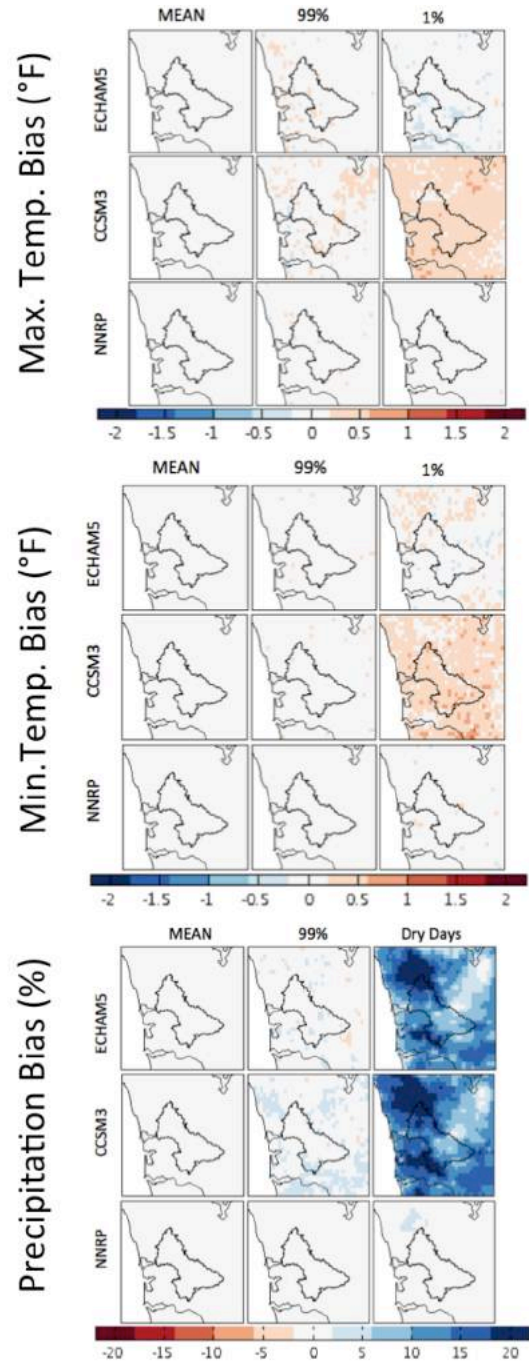 Max. Temp. Bias (°F)
MEAN 99% 1%
ECHAM5
CCSM3
NNRP
-2 -1.5 -1 -0.5 0 0.5 1 1.5 2
Min.Temp. Bias (°F)
MEAN 99% 1%
ECHAM5
CCSM3
NNRP
-2 -1.5 -1 -0.5 0 0.5 1 1.5 2
Precipitation Bias (%)
MEAN 99% Dry Days
ECHAM5
CCSM3
NNRP
-20 -15 -10 -5 0 5 10 15 20